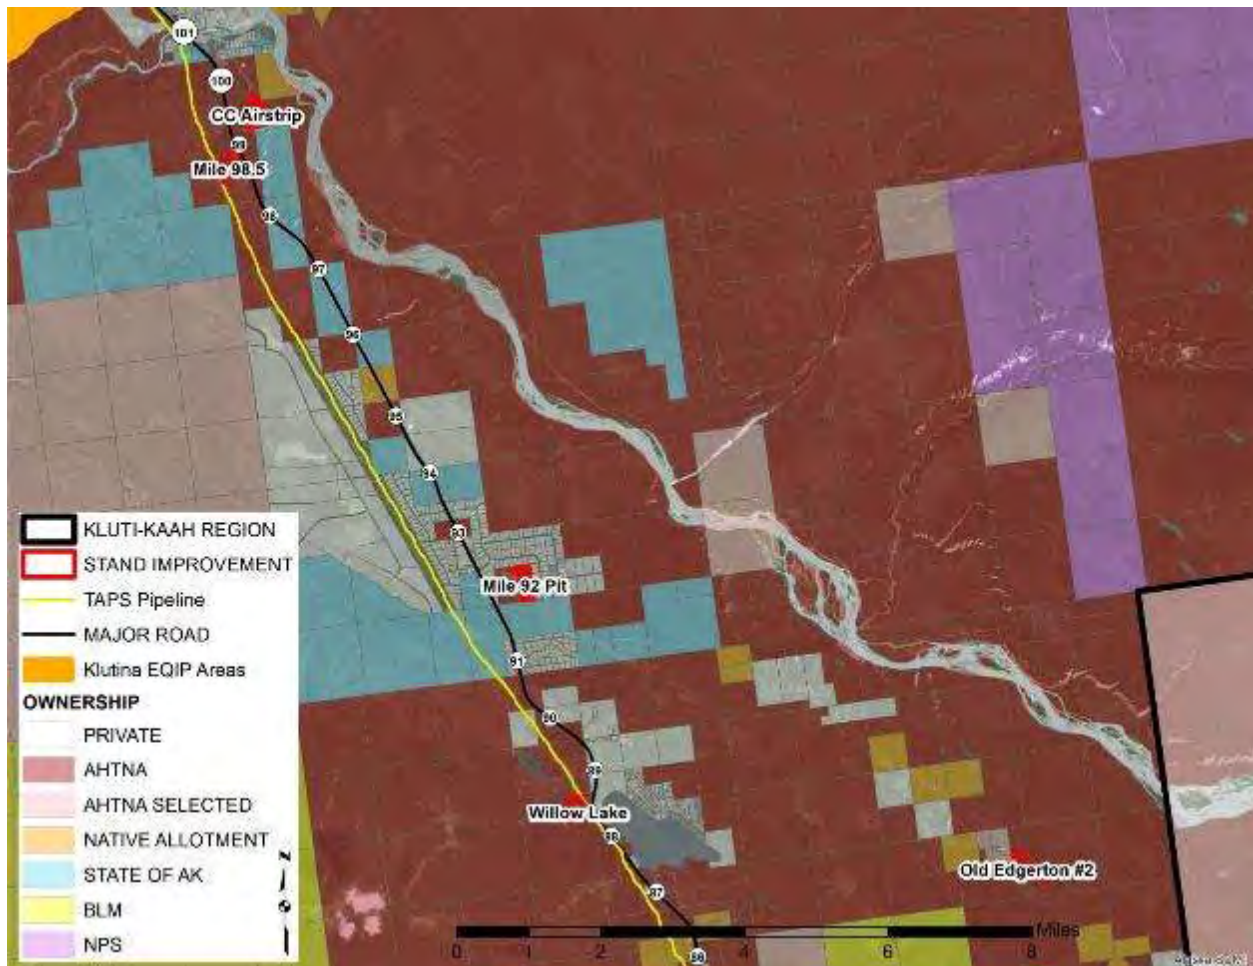 101
100
CC Airstrip
99
Mile 98.5
98
97
96
95
94
93
Mile 92 Pit
91
90
89
Willow Lake
88
87
86
Old Edgerton #2
KLUTI-KAAH REGION
STAND IMPROVEMENT
TAPS Pipeline
MAJOR ROAD
Klutina EQIP Areas
OWNERSHIP
PRIVATE
AHTNA
AHTNA SELECTED
NATIVE ALLOTMENT
STATE OF AK
BLM
NPS
Miles
0 2 4 6 8